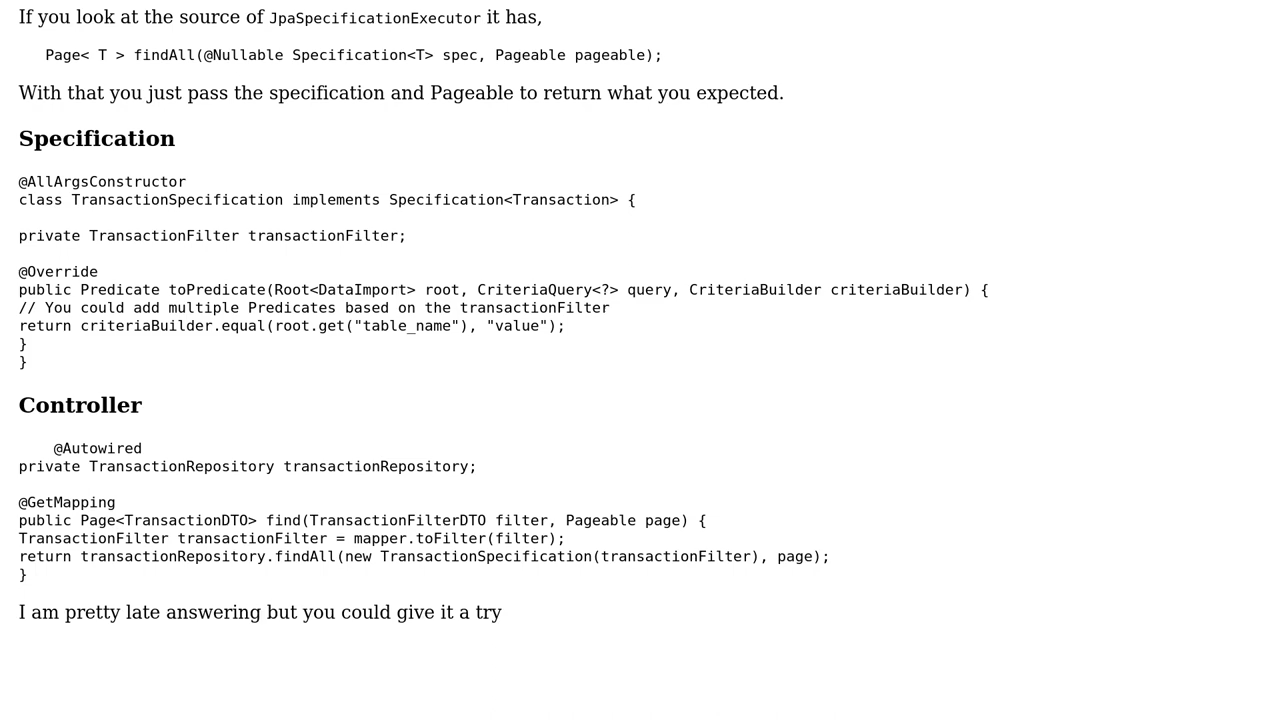 If you look at the source of JpaSpecificationExecutor it has,
Page< T > findAll(@Nullable Specification<T> spec, Pageable pageable);
With that you just pass the specification and Pageable to return what you expected.
Specification
@AllArgsConstructor
class TransactionSpecification implements Specification<Transaction> {
private TransactionFilter transactionFilter;
@Override
public Predicate toPredicate(Root<DataImport> root, CriteriaQuery<?> query, CriteriaBuilder criteriaBuilder) {
// You could add multiple Predicates based on the transactionFilter
return criteriaBuilder.equal(root.get("table_name"), "value");
}
}
Controller
@Autowired
private TransactionRepository transactionRepository;
@GetMapping
public Page<TransactionDTO> find(TransactionFilterDTO filter, Pageable page) {
TransactionFilter transactionFilter = mapper.toFilter(filter);
return transactionRepository.findAll(new TransactionSpecification(transactionFilter), page);
}
I am pretty late answering but you could give it a try